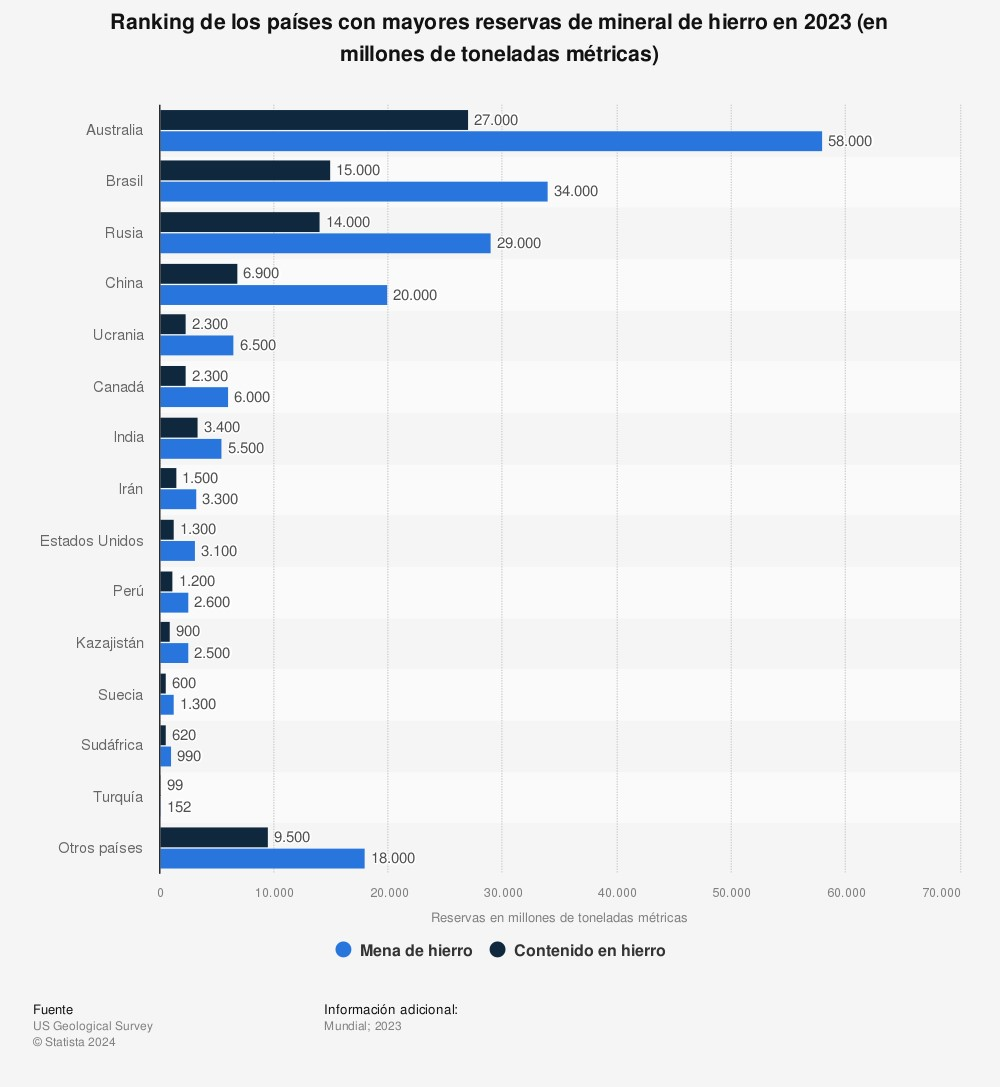 Ranking de los países con mayores reservas de mineral de hierro en 2023 (en
millones de toneladas métricas)
Australia
27.000
58.000
Brasil
15.000
34.000
Rusia
14.000
29.000
China
6.900
20.000
Ucrania
2.300
6.500
Canadá
2.300
6.000
India
3.400
5.500
Irán
1.500
3.300
Estados Unidos
1.300
3.100
Perú
1.200
2.600
Kazajistán
900
2.500
Suecia
600
1.300
Sudáfrica
620
990
Turquía
99
152
Otros países
9.500
18.000
0 10.000 20.000 30.000 40.000 50.000 60.000 70.000
Reservas en millones de toneladas métricas
Mena de hierro Contenido en hierro
Fuente
US Geological Survey
© Statista 2024
Información adicional:
Mundial; 2023